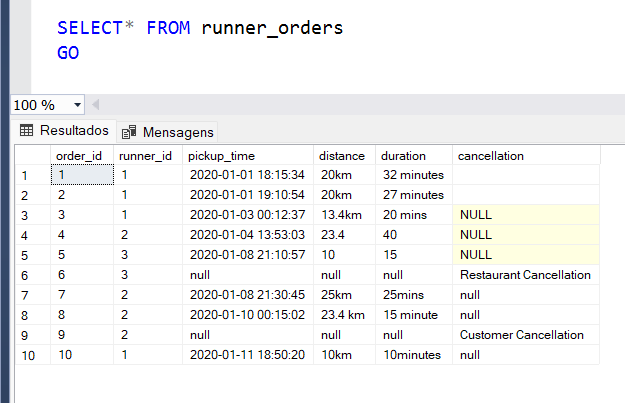 SELECT* FROM runner_orders
GO
100 %
Resultados Mensagens
order_id runner_id pickup_time distance duration cancellation
1 1 1 2020-01-01 18:15:34 20km 32 minutes
2 2 1 2020-01-01 19:10:54 20km 27 minutes
3 3 1 2020-01-03 00:12:37 13.4km 20 mins NULL
4 4 2 2020-01-04 13:53:03 23.4 40 NULL
5 5 3 2020-01-08 21:10:57 10 15 NULL
6 6 3 null null null Restaurant Cancellation
7 7 2 2020-01-08 21:30:45 25km 25mins null
8 8 2 2020-01-10 00:15:02 23.4 km 15 minute null
9 9 2 null null null Customer Cancellation
10 10 1 2020-01-11 18:50:20 10km 10minutes null